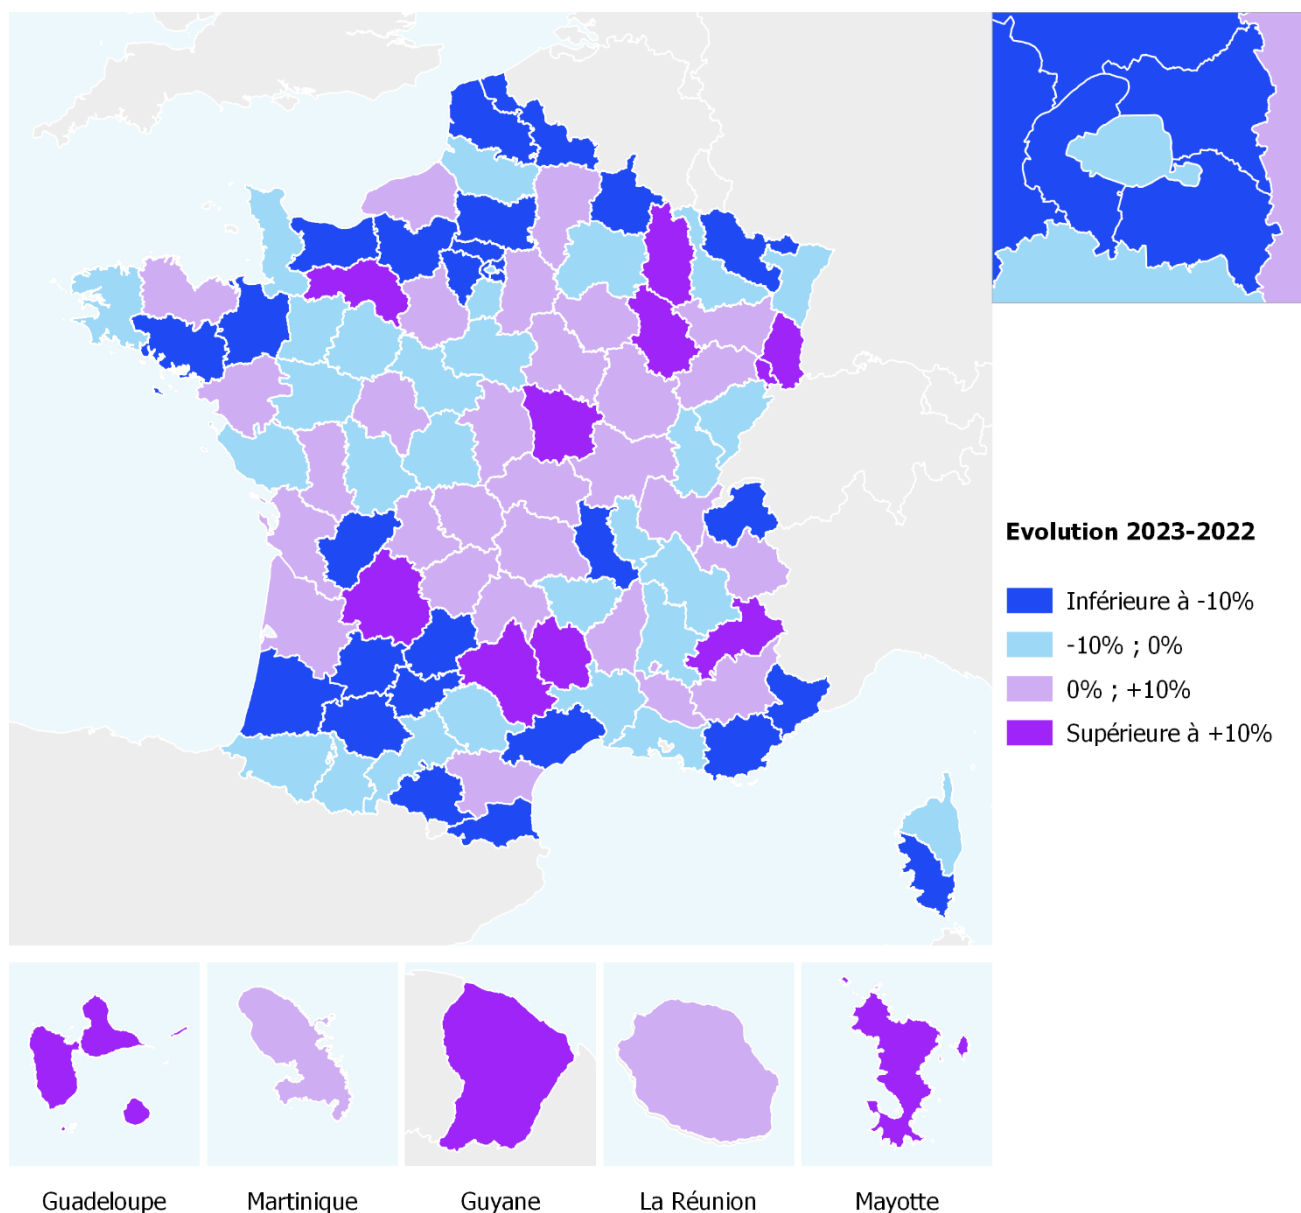 Evolution 2023-2022
Inférieure à -10%
-10% ; 0%
0% ; +10%
Supérieure à +10%
Guadeloupe
Martinique
Guyane
La Réunion
Mayotte